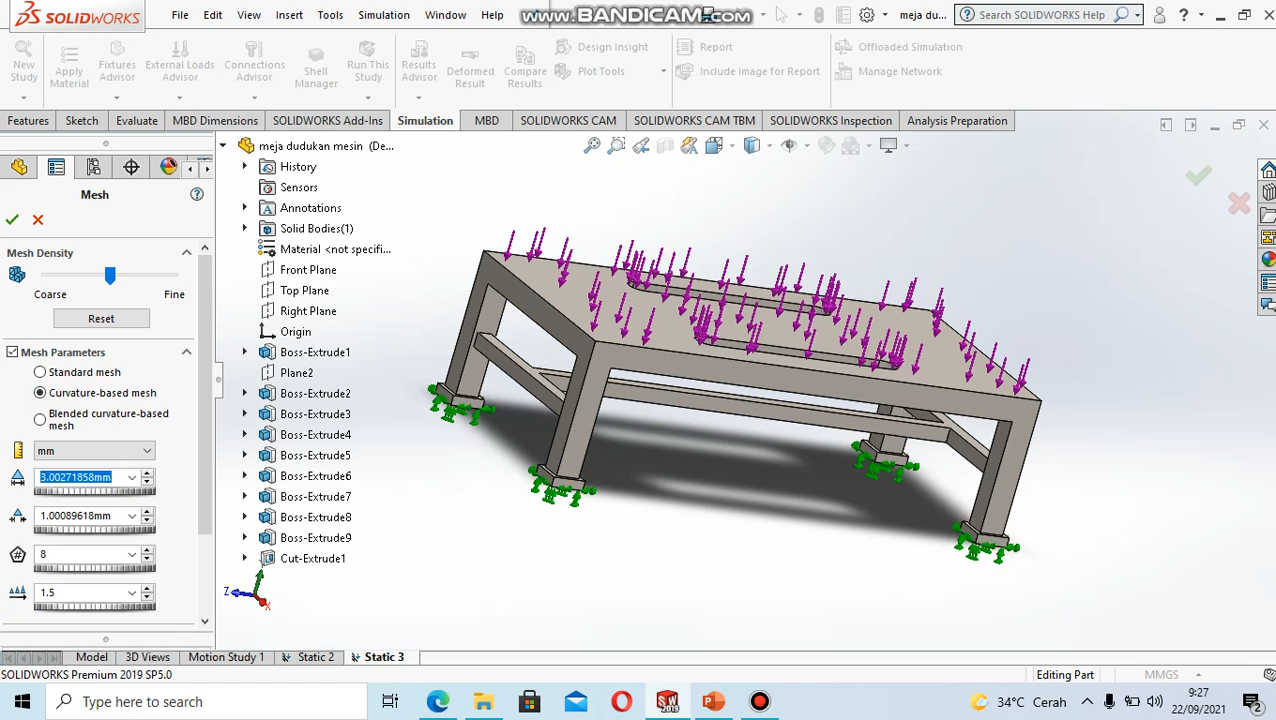 SOLIDWORKS File Edit View Insert Tools Simulation Window Help www.BANDICAM.com meja du... Search SOLIDWORKS Help
New Study
Apply Material
Fixtures Advisor
External Loads Advisor
Connections Advisor
Shell Manager
Run This Study
Results Advisor
Deformed Result
Compare Results
Design Insight
Plot Tools
Report
Include Image for Report
Offloaded Simulation
Manage Network
Features Sketch Evaluate MBD Dimensions SOLIDWORKS Add-Ins Simulation MBD SOLIDWORKS CAM SOLIDWORKS CAM TBM SOLIDWORKS Inspection Analysis Preparation
Mesh
Mesh Density
Coarse Fine
Reset
Mesh Parameters
Standard mesh
Curvature-based mesh
Blended curvature-based
mesh
mm
3.00271858mm
1.00089618mm
8
1.5
meja dudukan mesin (De...
History
Sensors
Annotations
Solid Bodies(1)
Material <not specifi...
Front Plane
Top Plane
Right Plane
Origin
Boss-Extrude1
Plane2
Boss-Extrude2
Boss-Extrude3
Boss-Extrude4
Boss-Extrude5
Boss-Extrude6
Boss-Extrude7
Boss-Extrude8
Boss-Extrude9
Cut-Extrude1
Z X
Model 3D Views Motion Study 1 Static 2 Static 3
SOLIDWORKS Premium 2019 SP5.0 Editing Part MMGS
Type here to search 34°C Cerah 9:27
22/09/2021 2